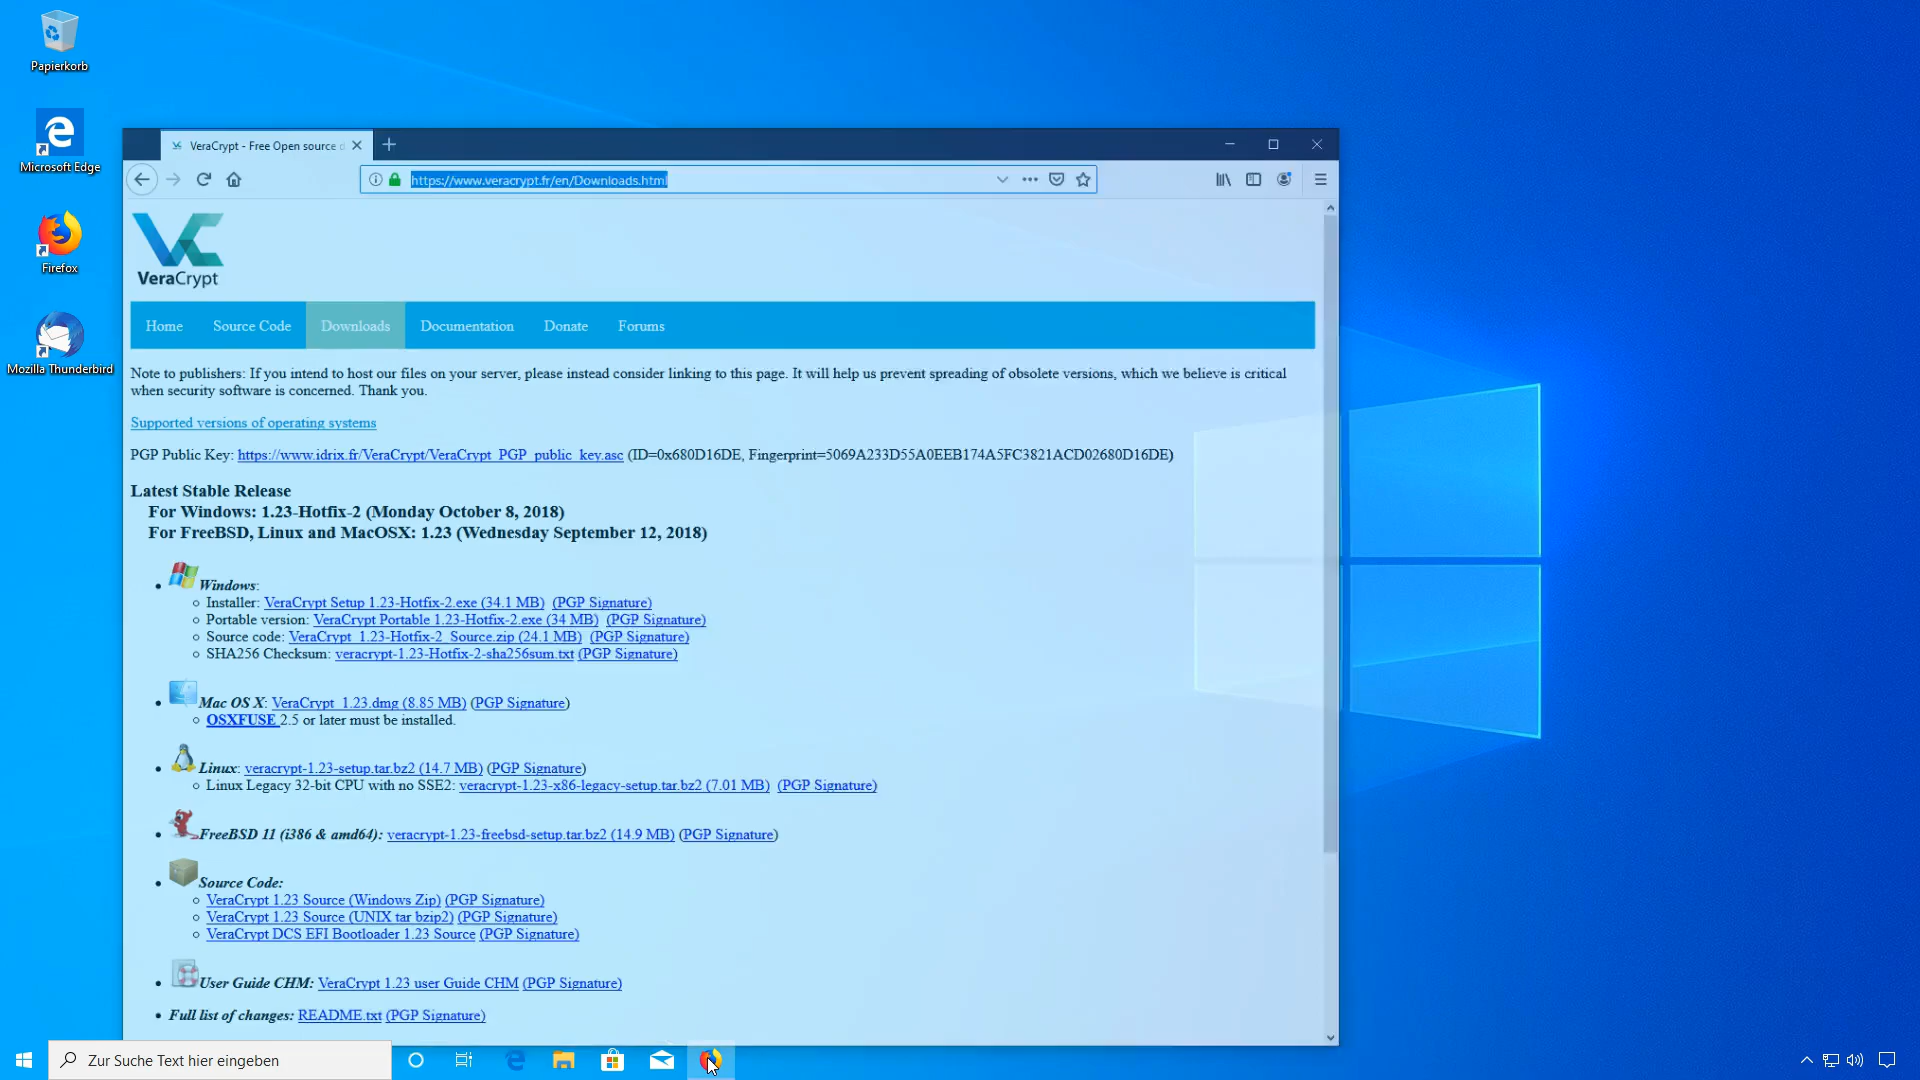 Papierkorb
Microsoft Edge
Firefox
Mozilla Thunderbird
VeraCrypt - Free Open source d
https://www.veracrypt.fr/en/Downloads.html
VeraCrypt
Home Source Code Downloads Documentation Donate Forums
Note to publishers: If you intend to host our files on your server, please instead consider linking to this page. It will help us prevent spreading of obsolete versions, which we believe is critical
when security software is concerned. Thank you.
Supported versions of operating systems
PGP Public Key: https://www.idrix.fr/VeraCrypt/VeraCrypt_PGP_public_key.asc (ID=0x680D16DE, Fingerprint=5069A233D55A0EEB174A5FC3821ACD02680D16DE)
Latest Stable Release
For Windows: 1.23-Hotfix-2 (Monday October 8, 2018)
For FreeBSD, Linux and MacOSX: 1.23 (Wednesday September 12, 2018)
Windows:
Installer: VeraCrypt Setup 1.23-Hotfix-2.exe (34.1 MB) (PGP Signature)
Portable version: VeraCrypt Portable 1.23-Hotfix-2.exe (34 MB) (PGP Signature)
Source code: VeraCrypt_1.23-Hotfix-2_Source.zip (24.1 MB) (PGP Signature)
SHA256 Checksum: veracrypt-1.23-Hotfix-2-sha256sum.txt (PGP Signature)
Mac OS X: VeraCrypt_1.23.dmg (8.85 MB) (PGP Signature)
OSXFUSE 2.5 or later must be installed.
Linux: veracrypt-1.23-setup.tar.bz2 (14.7 MB) (PGP Signature)
Linux Legacy 32-bit CPU with no SSE2: veracrypt-1.23-x86-legacy-setup.tar.bz2 (7.01 MB) (PGP Signature)
FreeBSD 11 (i386 & amd64): veracrypt-1.23-freebsd-setup.tar.bz2 (14.9 MB) (PGP Signature)
Source Code:
VeraCrypt 1.23 Source (Windows Zip) (PGP Signature)
VeraCrypt 1.23 Source (UNIX tar bzip2) (PGP Signature)
VeraCrypt DCS EFI Bootloader 1.23 Source (PGP Signature)
User Guide CHM: VeraCrypt 1.23 user Guide CHM (PGP Signature)
Full list of changes: README.txt (PGP Signature)
Zur Suche Text hier eingeben